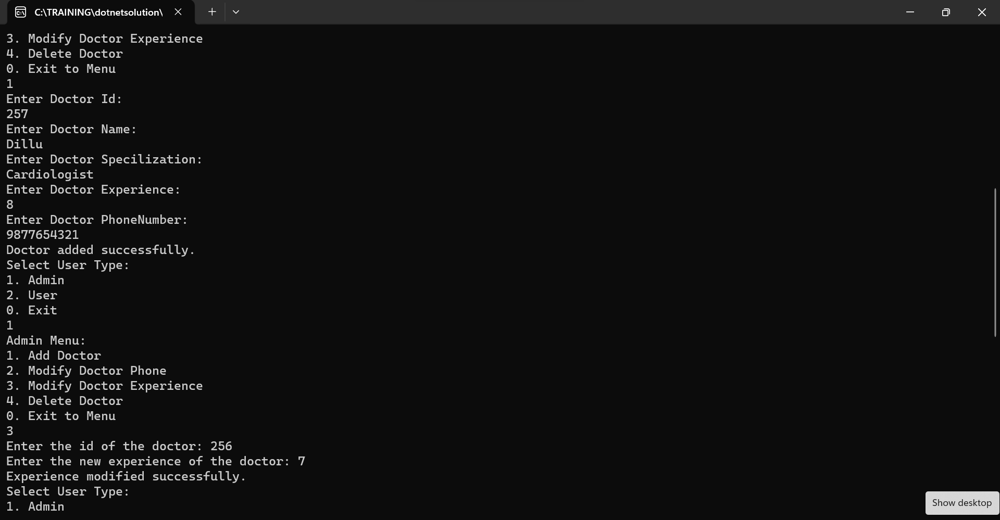 C:\TRAINING\dotnetsolution\
3. Modify Doctor Experience
4. Delete Doctor
0. Exit to Menu
1
Enter Doctor Id:
257
Enter Doctor Name:
Dillu
Enter Doctor Specilization:
Cardiologist
Enter Doctor Experience:
8
Enter Doctor PhoneNumber:
9877654321
Doctor added successfully.
Select User Type:
1. Admin
2. User
0. Exit
1
Admin Menu:
1. Add Doctor
2. Modify Doctor Phone
3. Modify Doctor Experience
4. Delete Doctor
0. Exit to Menu
3
Enter the id of the doctor: 256
Enter the new experience of the doctor: 7
Experience modified successfully.
Select User Type:
1. Admin
Show desktop